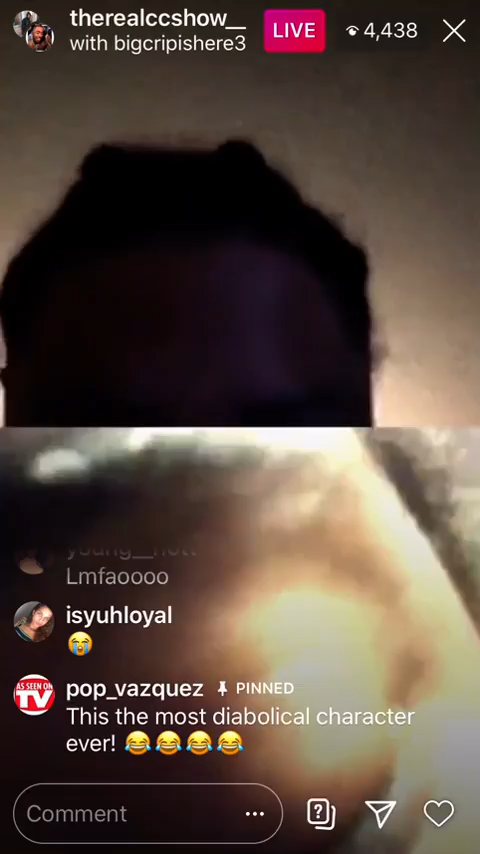 therealccshow__
with bigcripishere3
LIVE
4,438
Lmfaoooo
isyuhloyal
AS SEEN ON
TV
pop_vazquez
PINNED
This the most diabolical character
ever! 😂😂😂😂
Comment